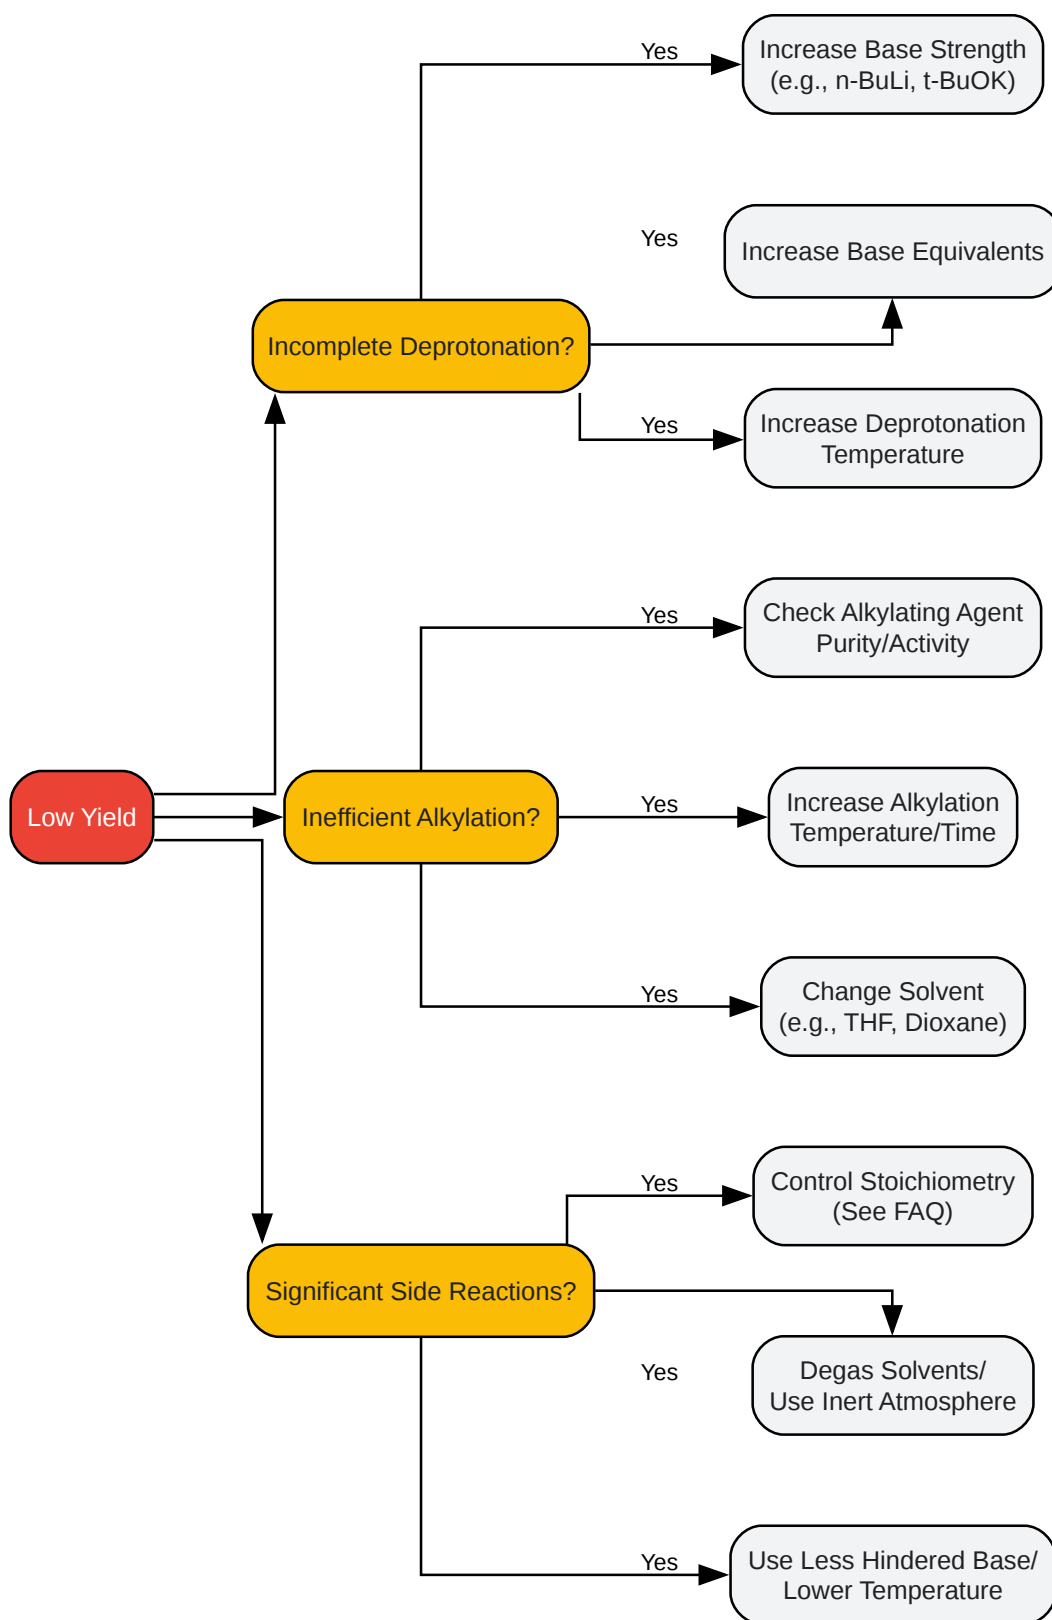 Yes
Increase Base Strength
(e.g., n-BuLi, t-BuOK)
Yes
Increase Base Equivalents
Incomplete Deprotonation?
Yes
Increase Deprotonation
Temperature
Yes
Check Alkylating Agent
Purity/Activity
Low Yield
Inefficient Alkylation?
Yes
Increase Alkylation
Temperature/Time
Yes
Change Solvent
(e.g., THF, Dioxane)
Yes
Control Stoichiometry
(See FAQ)
Significant Side Reactions?
Yes
Degas Solvents/
Use Inert Atmosphere
Yes
Use Less Hindered Base/
Lower Temperature